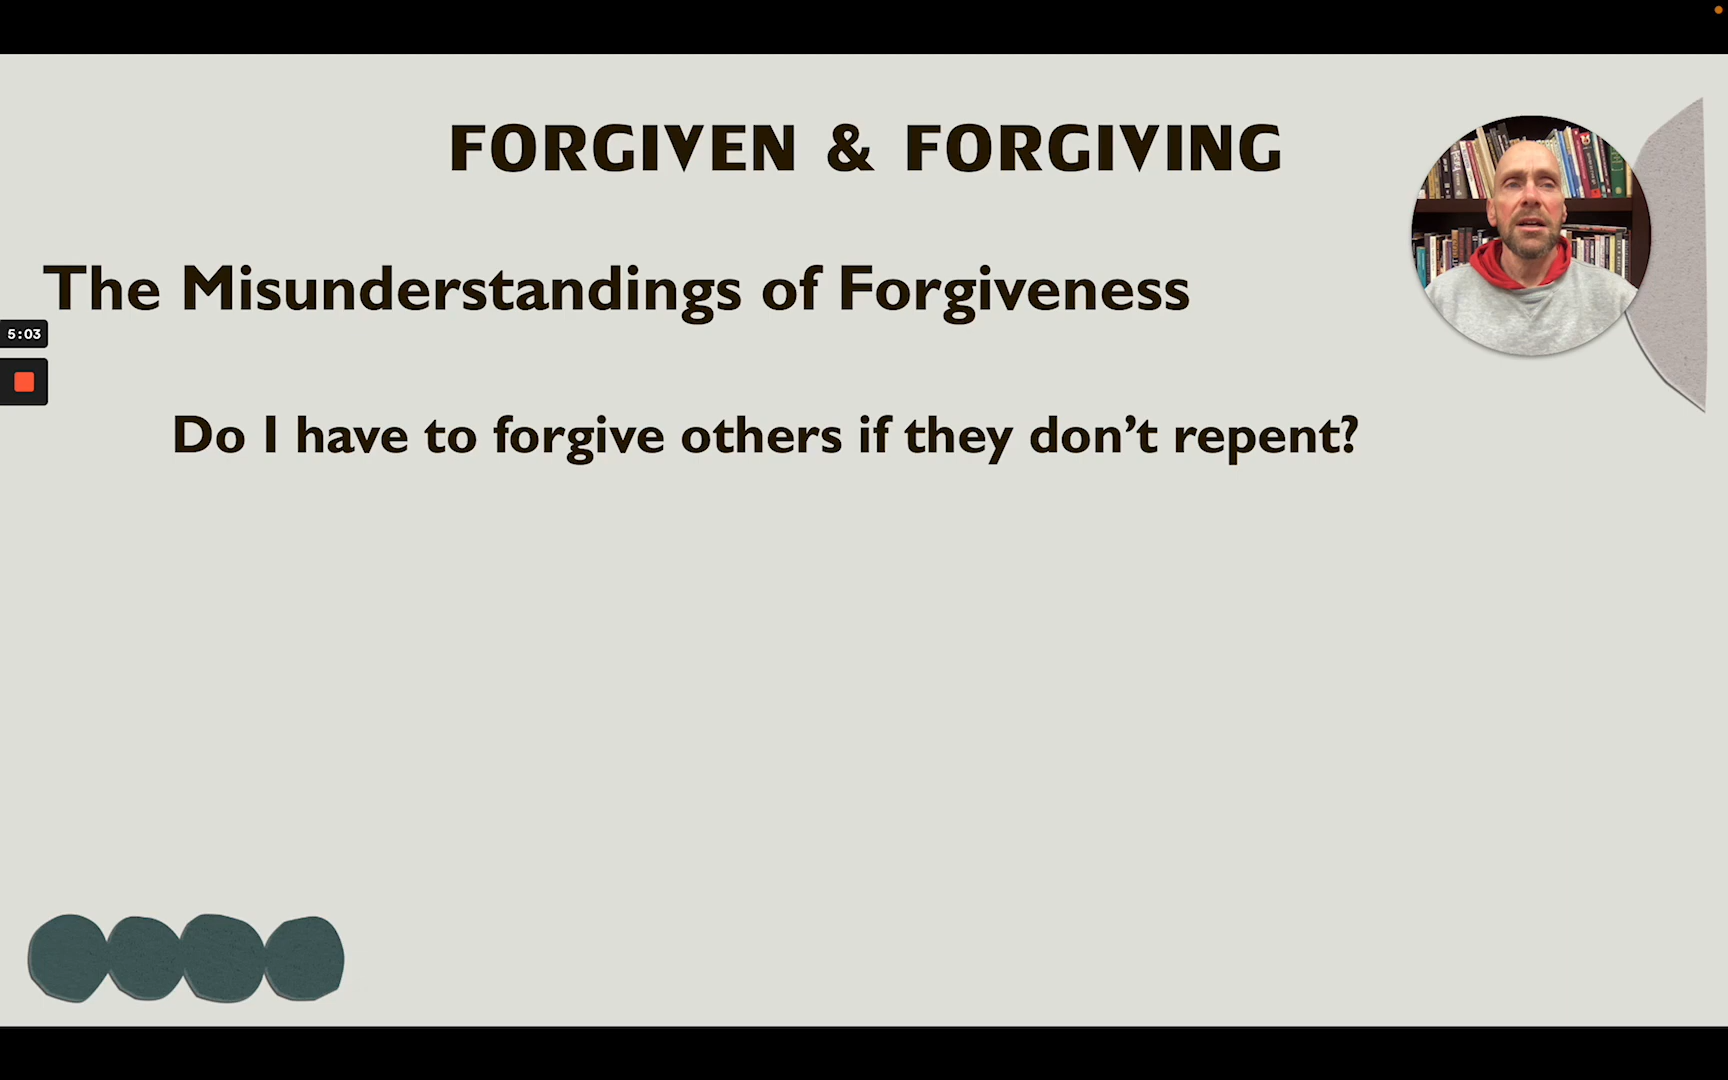 FORGIVEN & FORGIVING
The Misunderstandings of Forgiveness
5:03
Do I have to forgive others if they don’t repent?